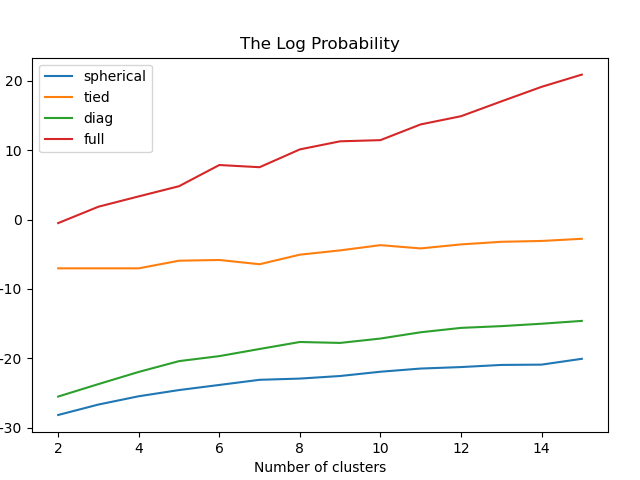 The Log Probability
spherical
tied
diag
full
20
10
0
-10
-20
-30
2 4 6 8 10 12 14
Number of clusters